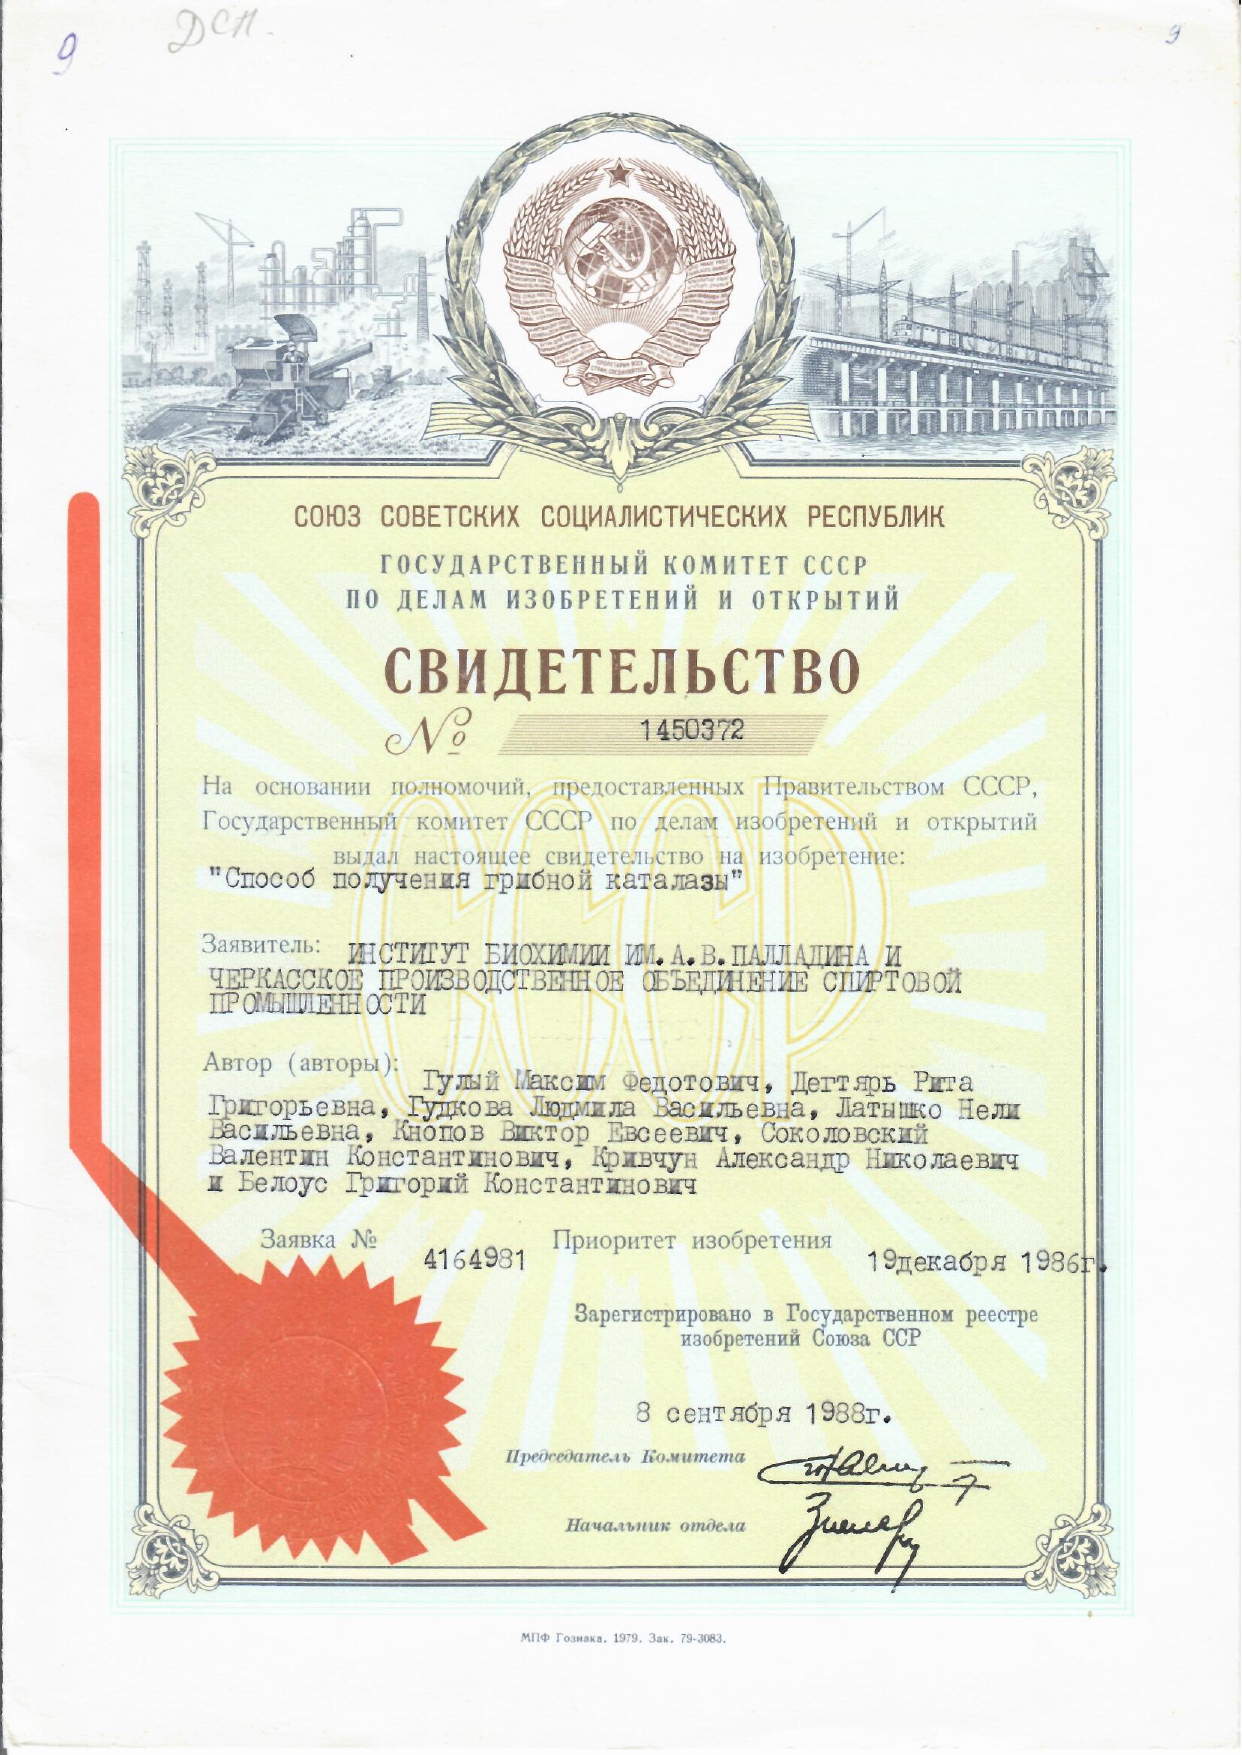 9
ДСП.
9
СОЮЗ СОВЕТСКИХ СОЦИАЛИСТИЧЕСКИХ РЕСПУБЛИК
ГОСУДАРСТВЕННЫЙ КОМИТЕТ СССР
ПО ДЕЛАМ ИЗОБРЕТЕНИЙ И ОТКРЫТИЙ
СВИДЕТЕЛЬСТВО
№ 1450372
На основании полномочий, предоставленных Правительством СССР,
Государственный комитет СССР по делам изобретений и открытий
выдал настоящее свидетельство на изобретение:
"Способ получения грибной каталазы"
Заявитель: ИНСТИТУТ БИОХИМИИ ИМ.А.В.ПАЛЛАДИНА И
ЧЕРКАССКОЕ ПРОИЗВОДСТВЕННОЕ ОБЪЕДИНЕНИЕ СПИРТОВОЙ
ПРОМЫШЛЕННОСТИ
Автор (авторы): Гулый Максим Федотович, Дегтярь Рита
Григорьевна, Гудкова Людмила Васильевна, Латышко Нели
Васильевна, Кнопов Виктор Евсеевич, Соколовский
Валентин Константинович, Кривчун Александр Николаевич
и Белоус Григорий Константинович
Заявка № 4164981 Приоритет изобретения 19декабря 1986г.
Зарегистрировано в Государственном реестре
изобретений Союза ССР
8 сентября 1988г.
Председатель Комитета
Начальник отдела
МПФ Гознака. 1979. Зак. 79-3083.
СССР